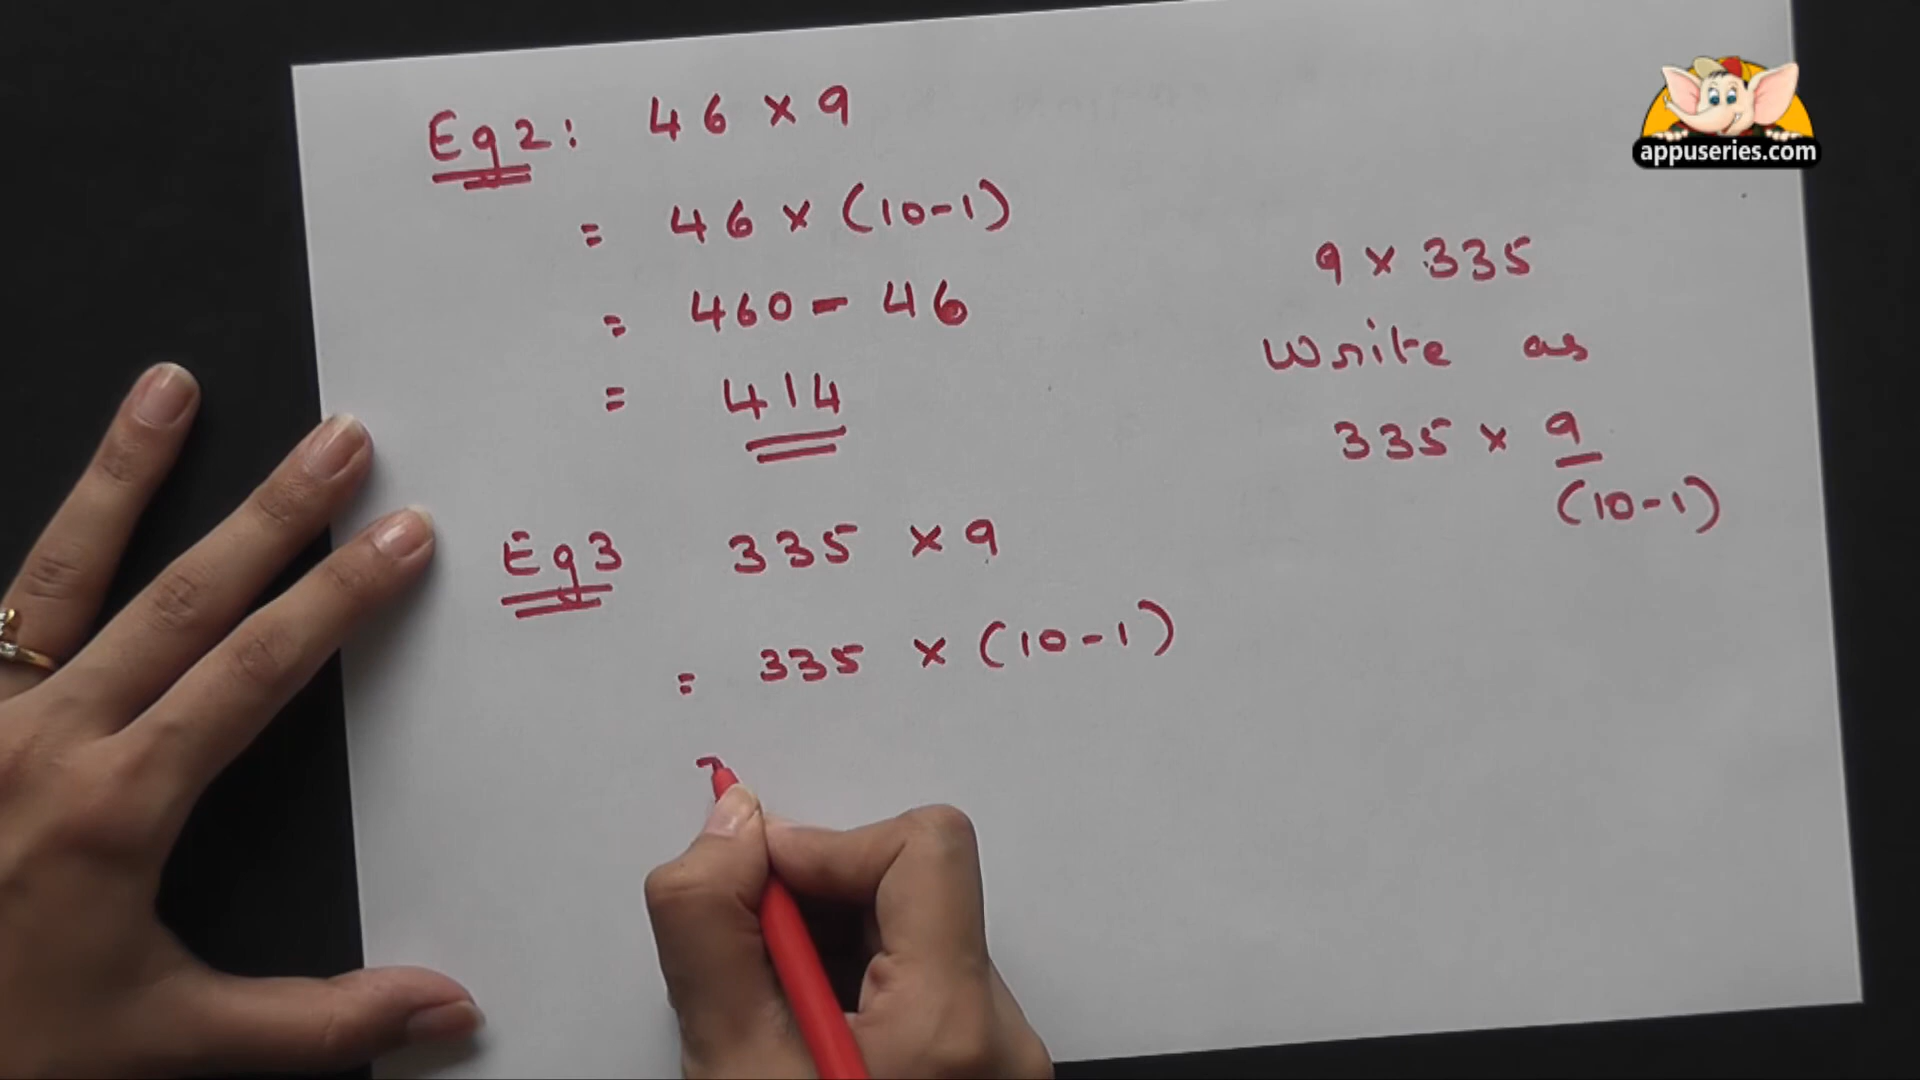 Eg2: 46 × 9
= 46 × (10-1)
= 460 - 46
= 414
Eg3 335 × 9
= 335 × (10-1)
appuseries.com
9 × 335
Write as
335 × 9
(10-1)